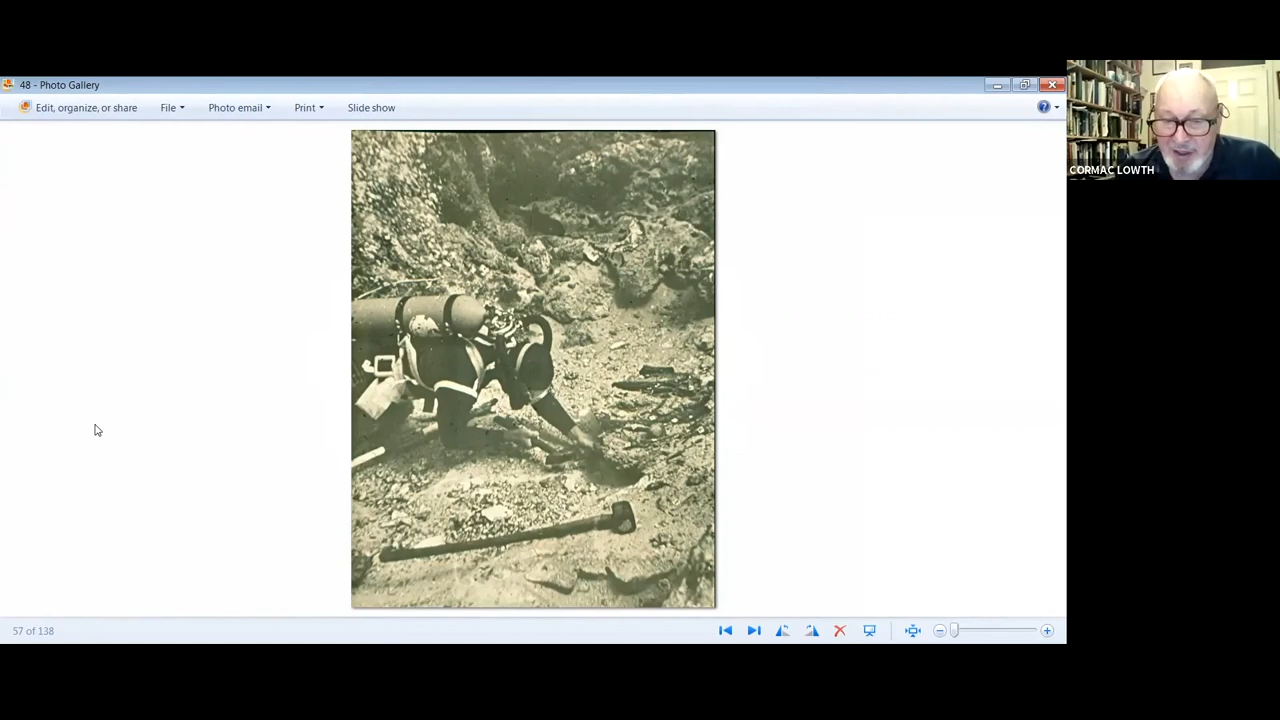 48 - Photo Gallery
Edit, organize, or share File Photo email Print Slide show
CORMAC LOWTH
57 of 138